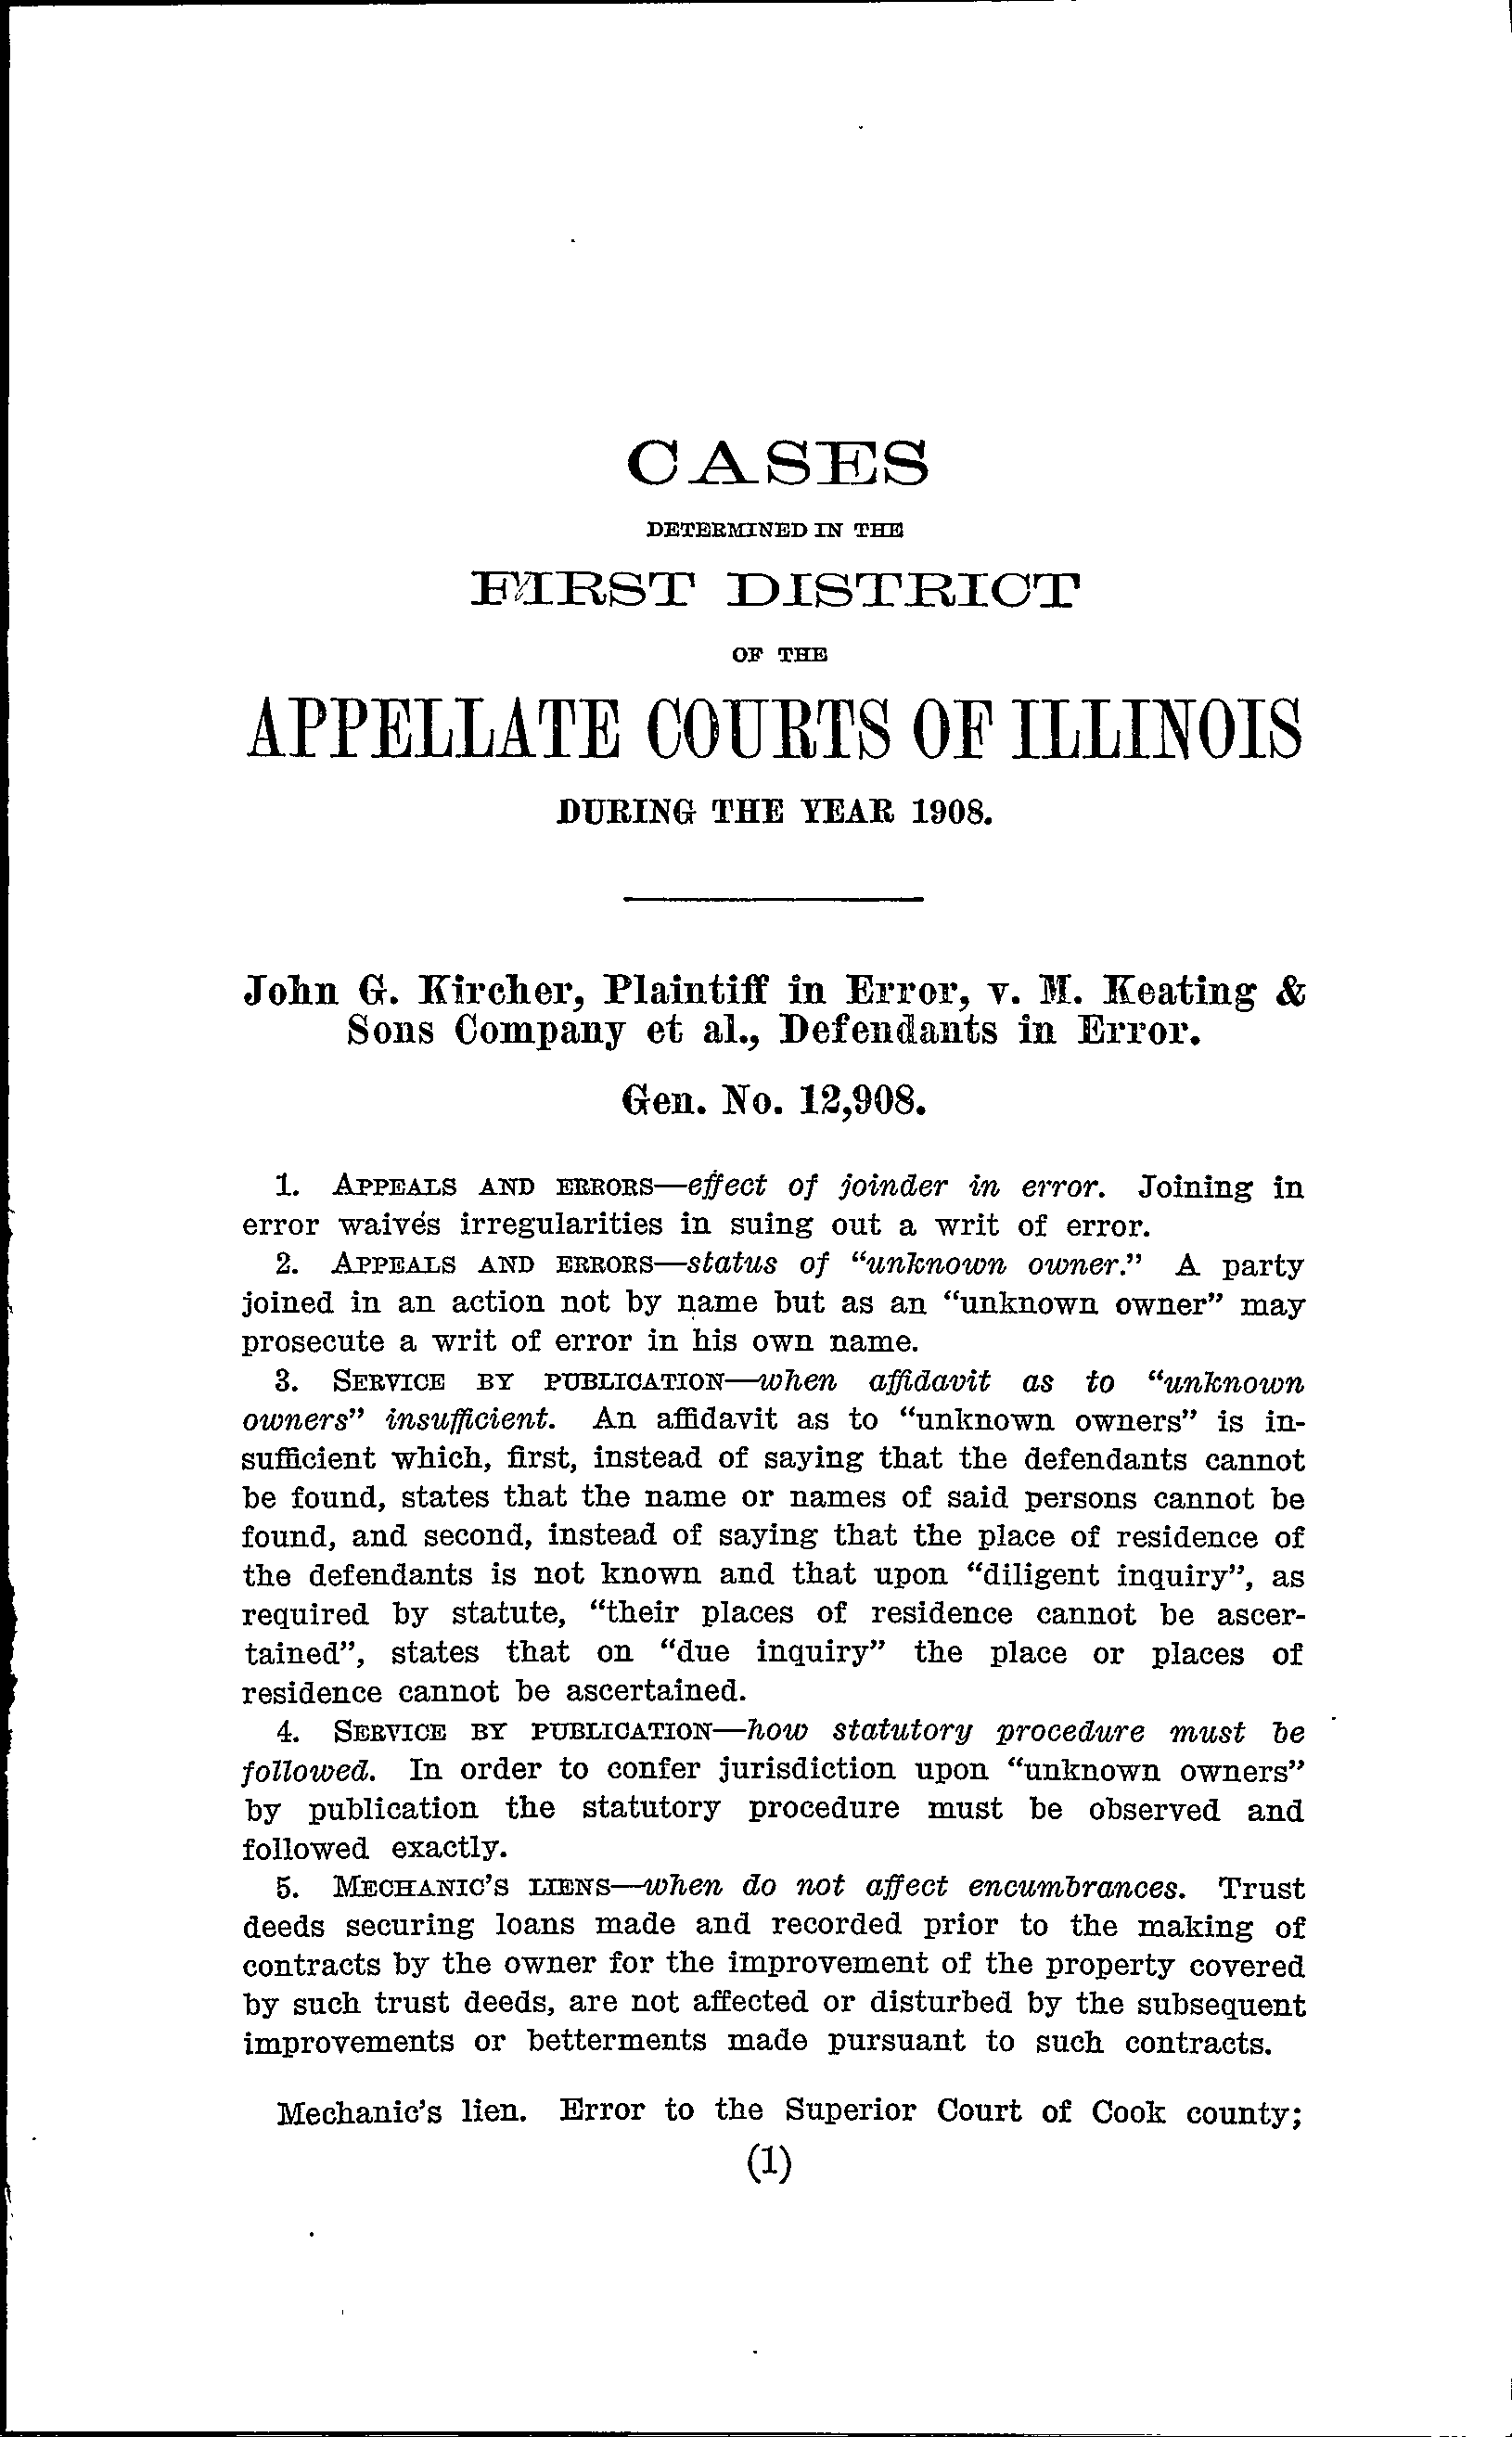 CASES
DETERMINED IN THE
FIRST DISTRICT
OF THE
APPELLATE COURTS OF ILLINOIS
DURING THE YEAR 1908.
John G. Kircher, Plaintiff in Error, v. M. Keating &
Sons Company et al., Defendants in Error.
Gen. No. 12,908.
1. APPEALS AND ERRORS—effect of joinder in error. Joining in
error waives irregularities in suing out a writ of error.
2. APPEALS AND ERRORS—status of "unknown owner." A party
joined in an action not by name but as an "unknown owner" may
prosecute a writ of error in his own name.
3. SERVICE BY PUBLICATION—when affidavit as to "unknown
owners" insufficient. An affidavit as to "unknown owners" is in-
sufficient which, first, instead of saying that the defendants cannot
be found, states that the name or names of said persons cannot be
found, and second, instead of saying that the place of residence of
the defendants is not known and that upon "diligent inquiry", as
required by statute, "their places of residence cannot be ascer-
tained", states that on "due inquiry" the place or places of
residence cannot be ascertained.
4. SERVICE BY PUBLICATION—how statutory procedure must be
followed. In order to confer jurisdiction upon "unknown owners"
by publication the statutory procedure must be observed and
followed exactly.
5. MECHANIC'S LIENS—when do not affect encumbrances. Trust
deeds securing loans made and recorded prior to the making of
contracts by the owner for the improvement of the property covered
by such trust deeds, are not affected or disturbed by the subsequent
improvements or betterments made pursuant to such contracts.
Mechanic's lien. Error to the Superior Court of Cook county;
(1)